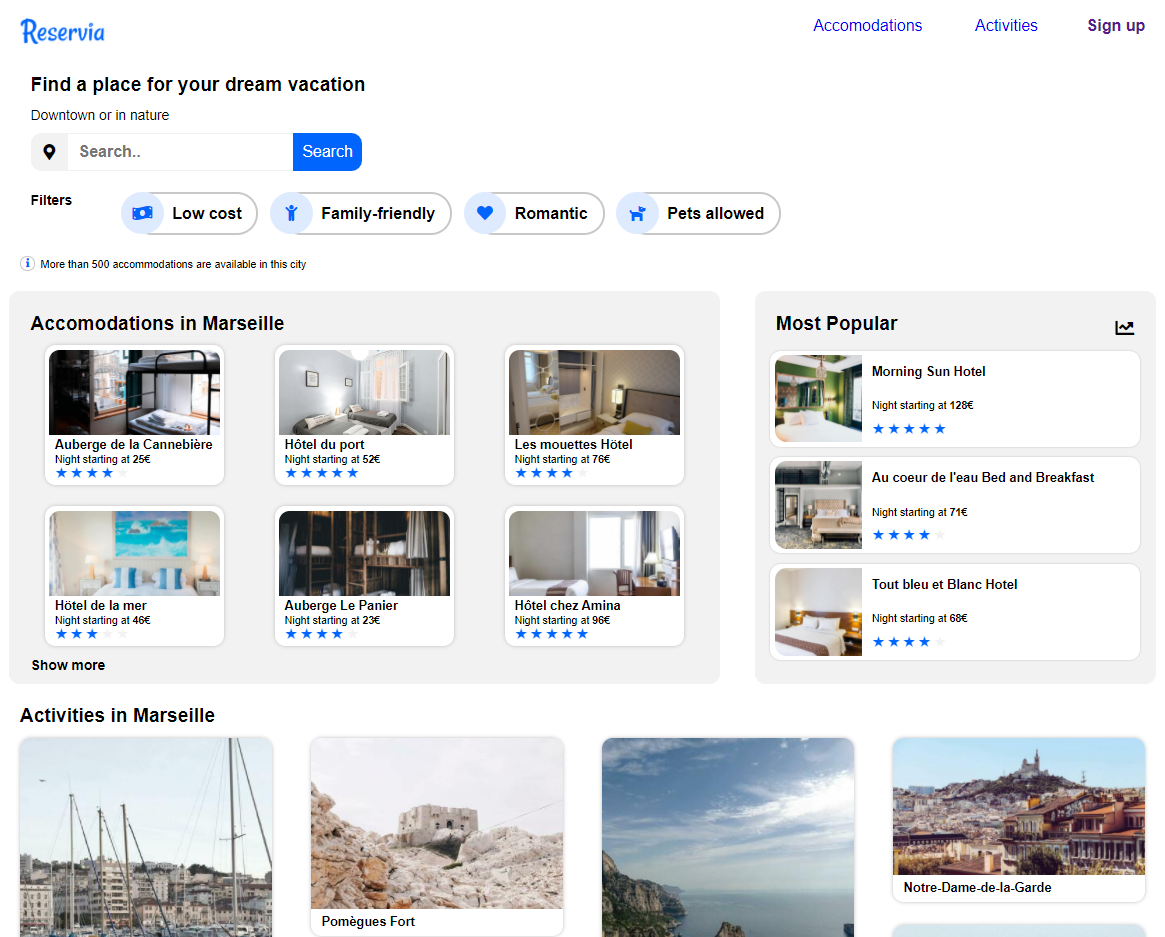 Reservia
Accomodations
Activities
Sign up
Find a place for your dream vacation
Downtown or in nature
Search..
Search
Filters
Low cost
Family-friendly
Romantic
Pets allowed
More than 500 accommodations are available in this city
Accomodations in Marseille
Auberge de la Cannebière
Night starting at 25€
Hôtel du port
Night starting at 52€
Les mouettes Hötel
Night starting at 76€
Hötel de la mer
Night starting at 46€
Auberge Le Panier
Night starting at 23€
Hôtel chez Amina
Night starting at 96€
Show more
Most Popular
Morning Sun Hotel
Night starting at 128€
Au coeur de l'eau Bed and Breakfast
Night starting at 71€
Tout bleu et Blanc Hotel
Night starting at 68€
Activities in Marseille
Pomègues Fort
Notre-Dame-de-la-Garde